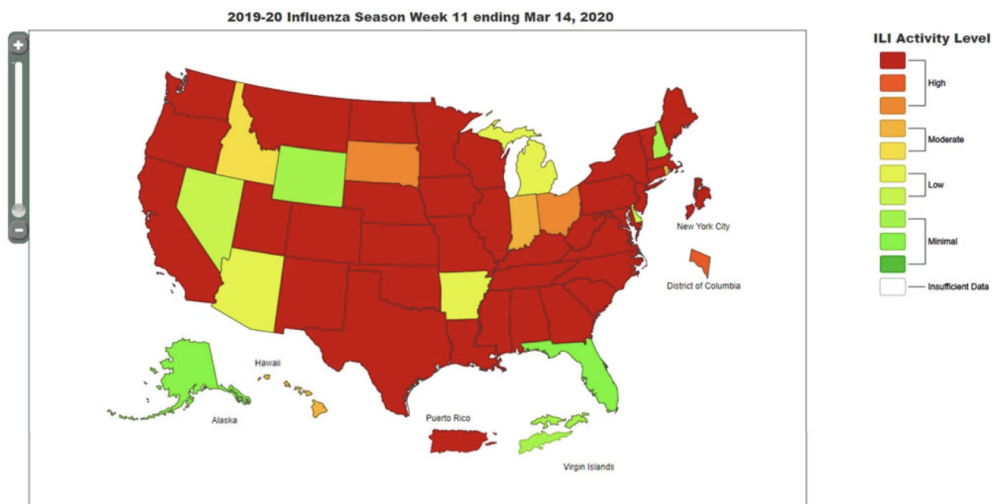 2019-20 Influenza Season Week 11 ending Mar 14, 2020
ILI Activity Level
High
Moderate
Low
Minimal
Insufficient Data
New York City
District of Columbia
Hawaii
Alaska
Puerto Rico
Virgin Islands